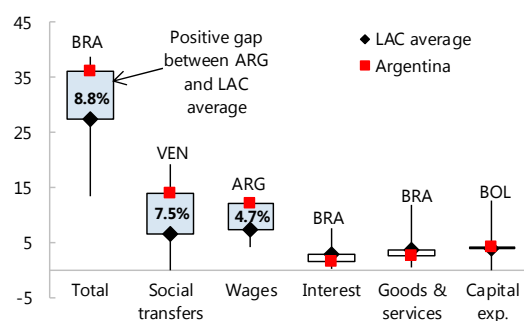 45
35
25
15
5
-5
BRA
Positive gap
between ARG
and LAC
average
LAC average
Argentina
8.8%
VEN
7.5%
ARG
4.7%
BRA
BRA
BOL
Total
Social
transfers
Wages
Interest
Goods &
services
Capital
exp.